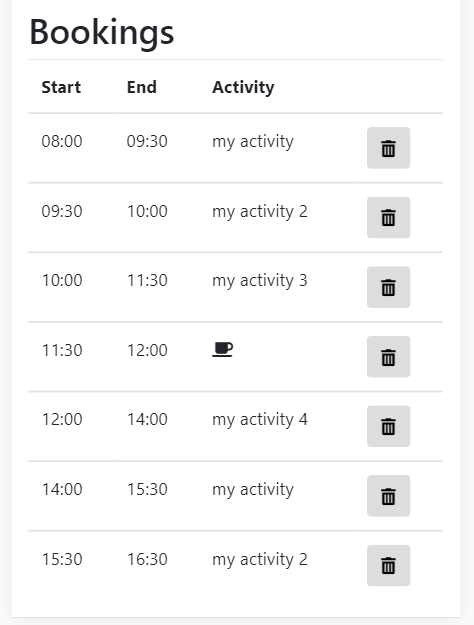 Bookings
Start End Activity
08:00 09:30 my activity
09:30 10:00 my activity 2
10:00 11:30 my activity 3
11:30 12:00
12:00 14:00 my activity 4
14:00 15:30 my activity
15:30 16:30 my activity 2